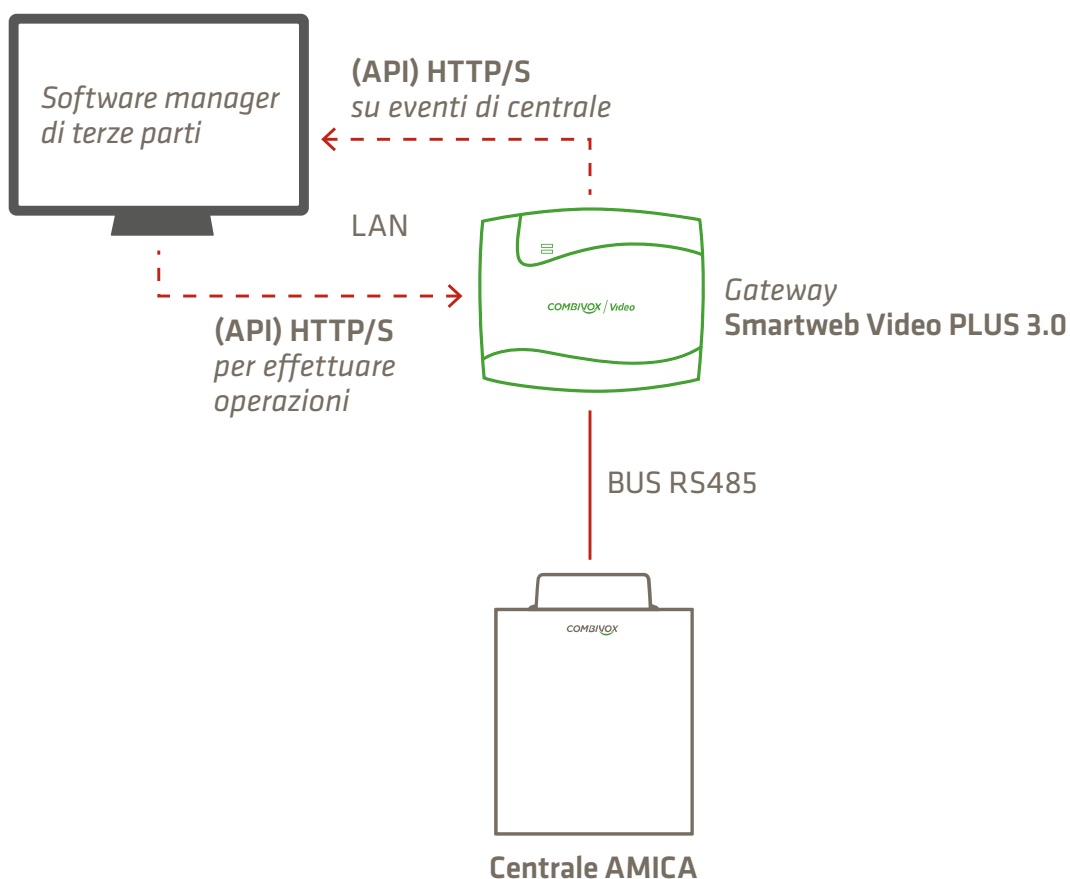 Software manager
di terze parti
(API) HTTP/S
su eventi di centrale
LAN
(API) HTTP/S
per effettuare
operazioni
COMBIVOX / Video
Gateway
Smartweb Video PLUS 3.0
BUS RS485
COMBIVOX
Centrale AMICA